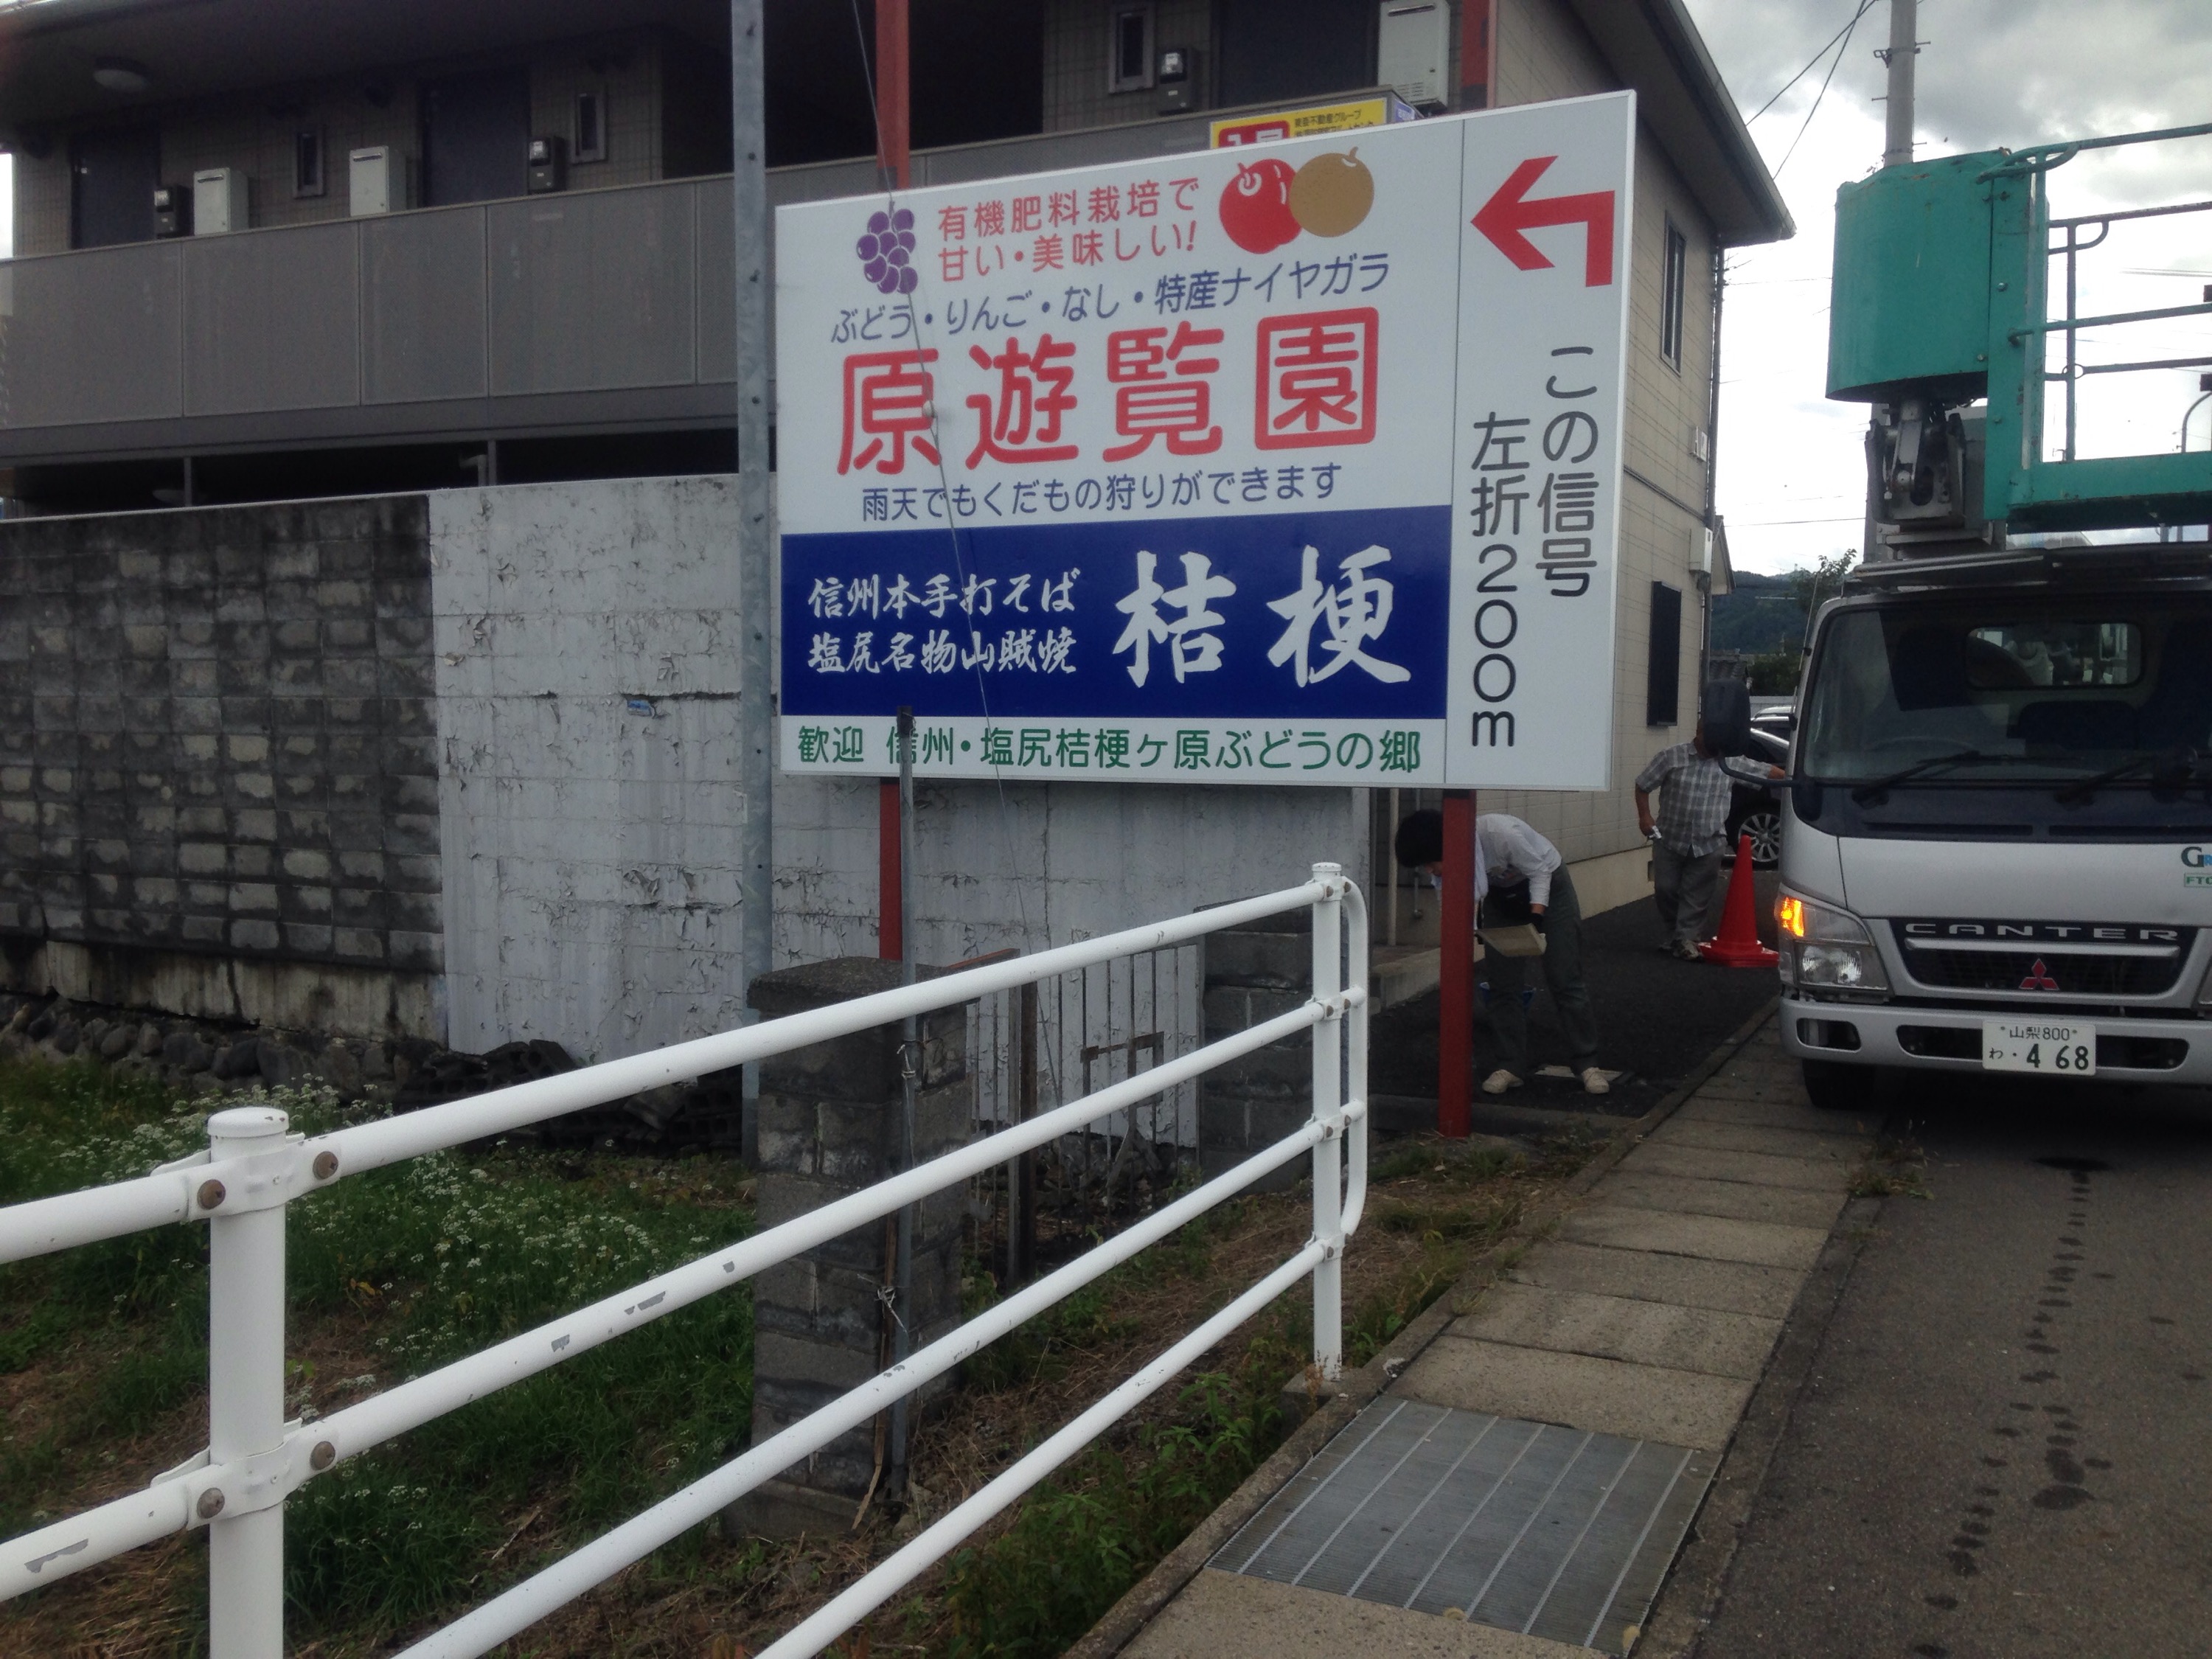 有機肥料栽培で
甘い・美味しい!
ぶどう・りんご・なし・特産ナイヤガラ
原遊覧園
雨天でもくだもの狩りができます
信州本手打そば
塩尻名物山賊焼
桔梗
歓迎 信州・塩尻桔梗ヶ原ぶどうの郷
この信号
左折200m
CANTER
山梨800
わ・468